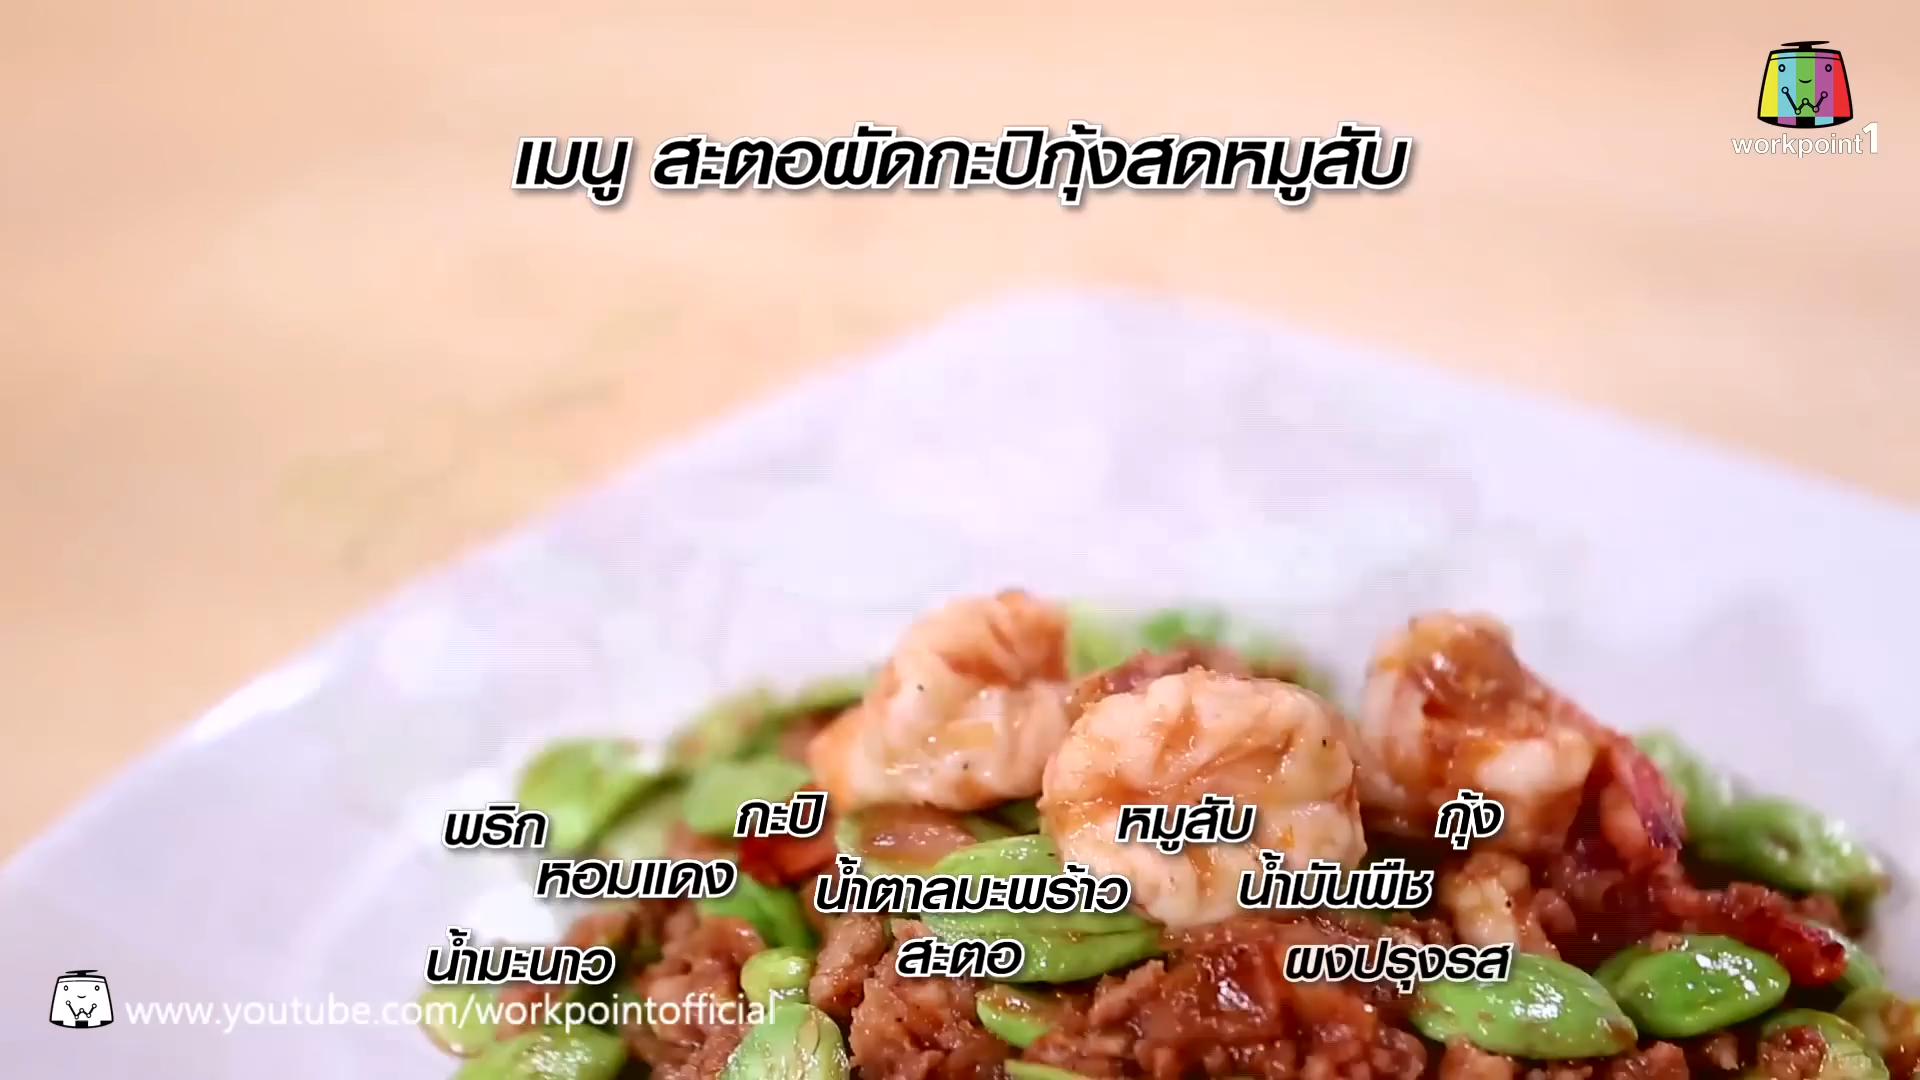 workpoint1
เมนู สะตอผัดกะปิกุ้งสดหมูสับ
พริก กะปิ หมูสับ กุ้ง
หอมแดง น้ำตาลมะพร้าว น้ำมันพืช
น้ำมะนาว สะตอ ผงปรุงรส
www.youtube.com/workpointofficial